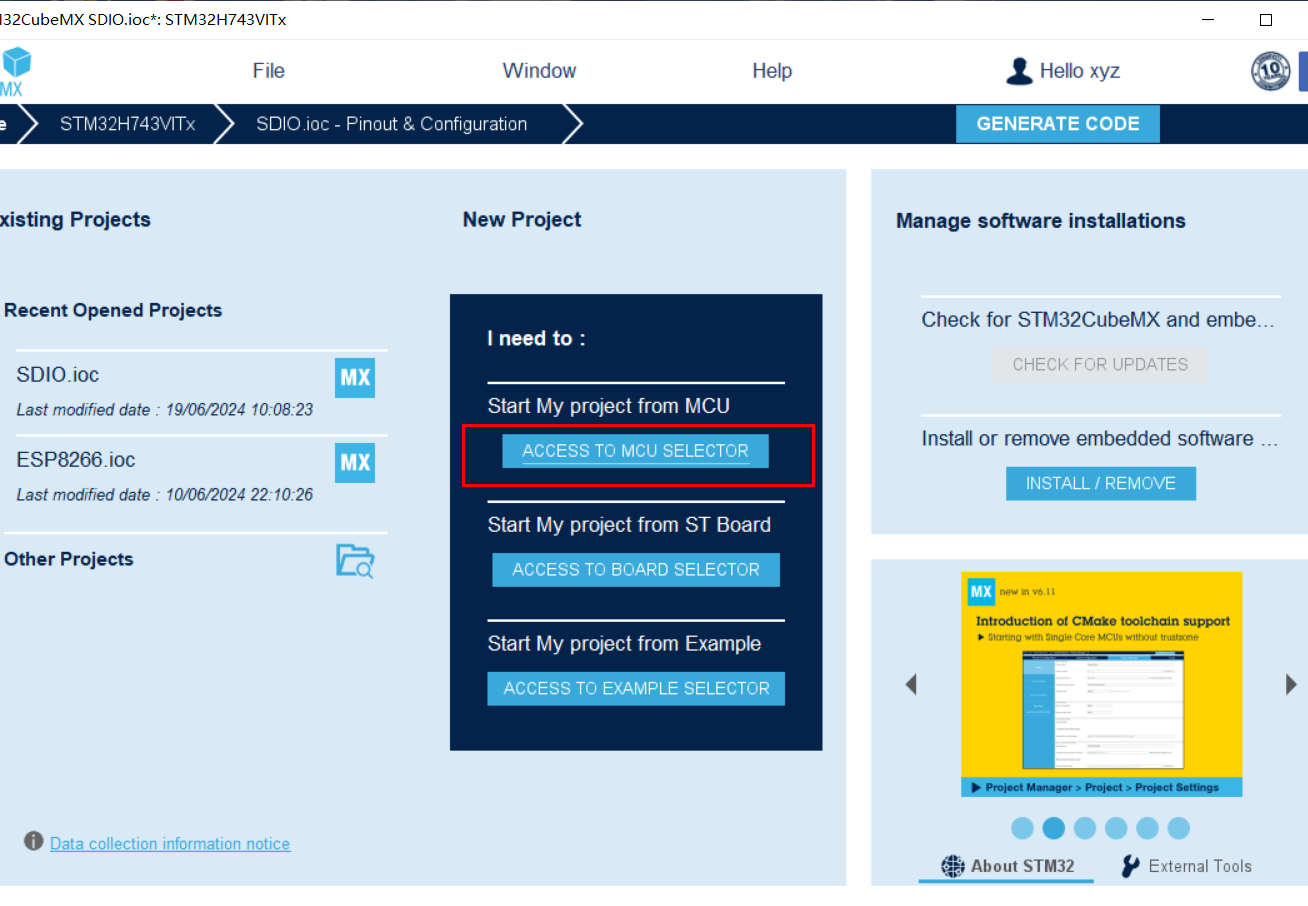 32CubeMX SDIO.ioc*: STM32H743VITx
MX
File
Window
Help
Hello xyz
10
e
STM32H743VITx
SDIO.ioc - Pinout & Configuration
GENERATE CODE
xisting Projects
New Project
Manage software installations
Recent Opened Projects
I need to :
Check for STM32CubeMX and embe...
CHECK FOR UPDATES
SDIO.ioc
MX
Last modified date : 19/06/2024 10:08:23
Start My project from MCU
ACCESS TO MCU SELECTOR
Install or remove embedded software ...
INSTALL / REMOVE
ESP8266.ioc
MX
Last modified date : 10/06/2024 22:10:26
Start My project from ST Board
ACCESS TO BOARD SELECTOR
Other Projects
Start My project from Example
ACCESS TO EXAMPLE SELECTOR
MX new in v6.11
Introduction of CMake toolchain support
Starting with Single Core MCUs without trustzone
Project Manager > Project > Project Settings
Data collection information notice
About STM32
External Tools